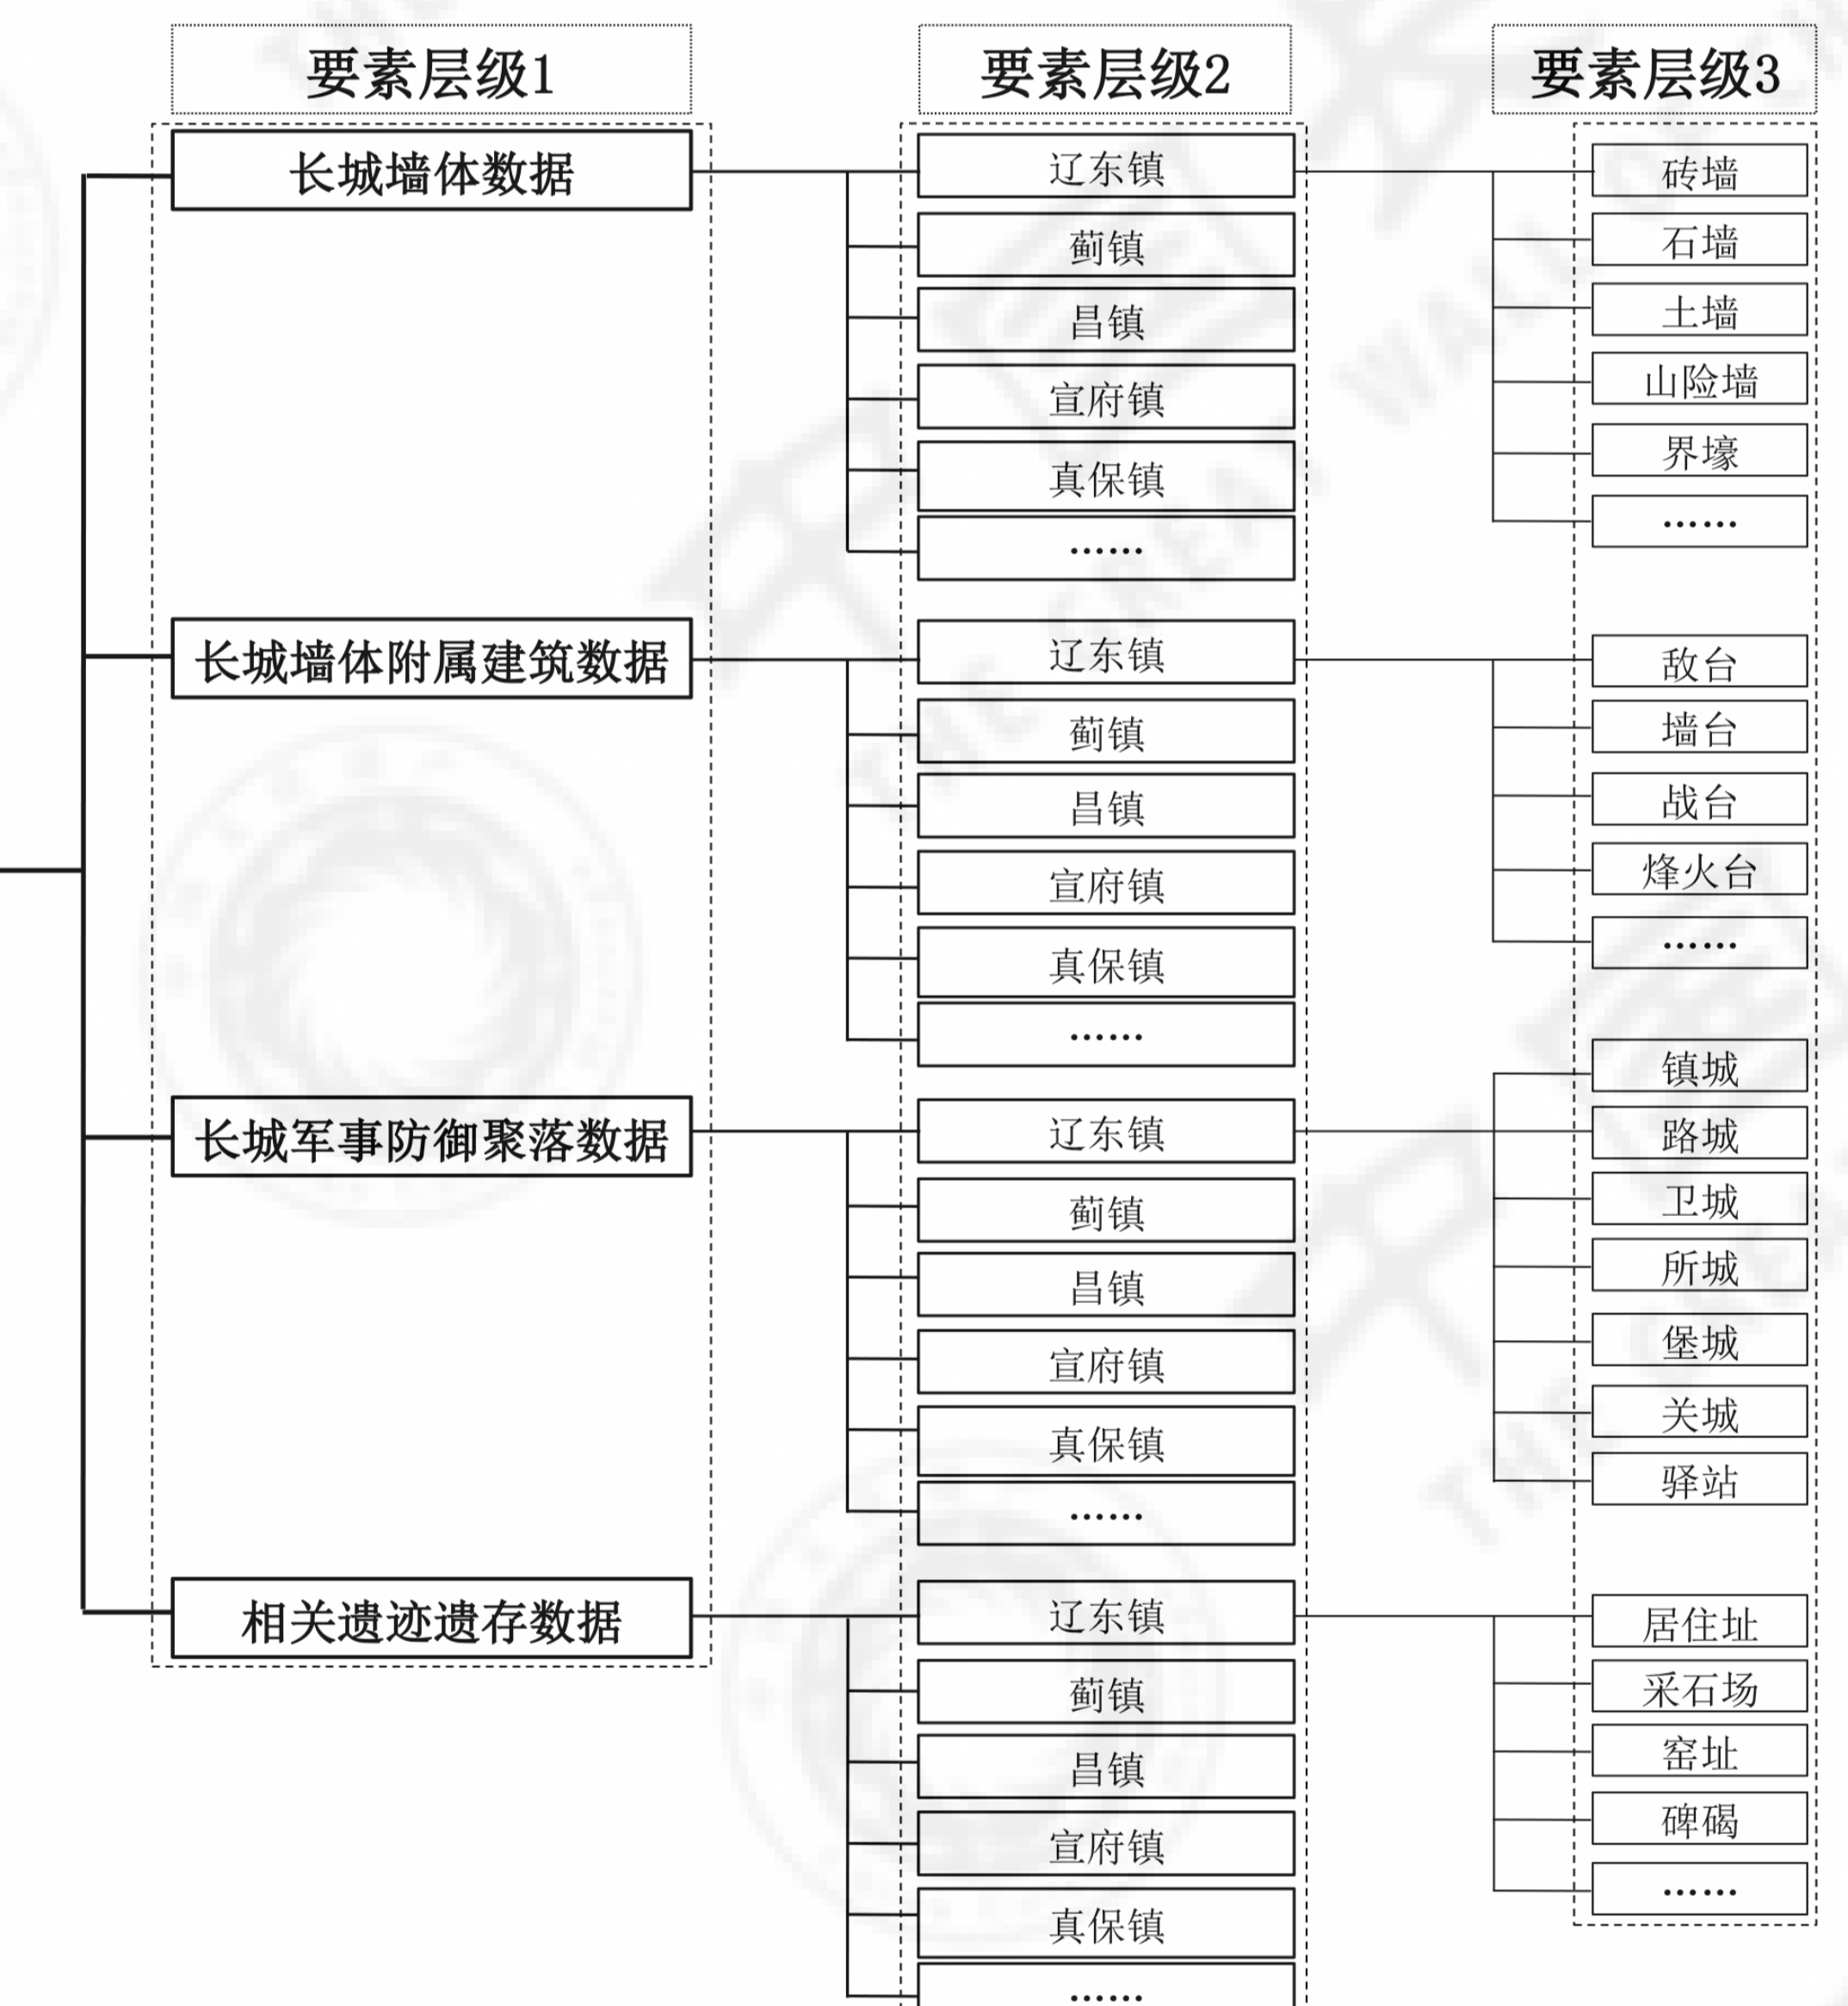 要素层级1
要素层级2
要素层级3
长城墙体数据
辽东镇
蓟镇
昌镇
宣府镇
真保镇
……
砖墙
石墙
土墙
山险墙
界壕
……
长城墙体附属建筑数据
辽东镇
蓟镇
昌镇
宣府镇
真保镇
……
敌台
墙台
战台
烽火台
……
长城军事防御聚落数据
辽东镇
蓟镇
昌镇
宣府镇
真保镇
……
镇城
路城
卫城
所城
堡城
关城
驿站
相关遗迹遗存数据
辽东镇
蓟镇
昌镇
宣府镇
真保镇
……
居住址
采石场
窑址
碑碣
……
THE GREAT WALL OF